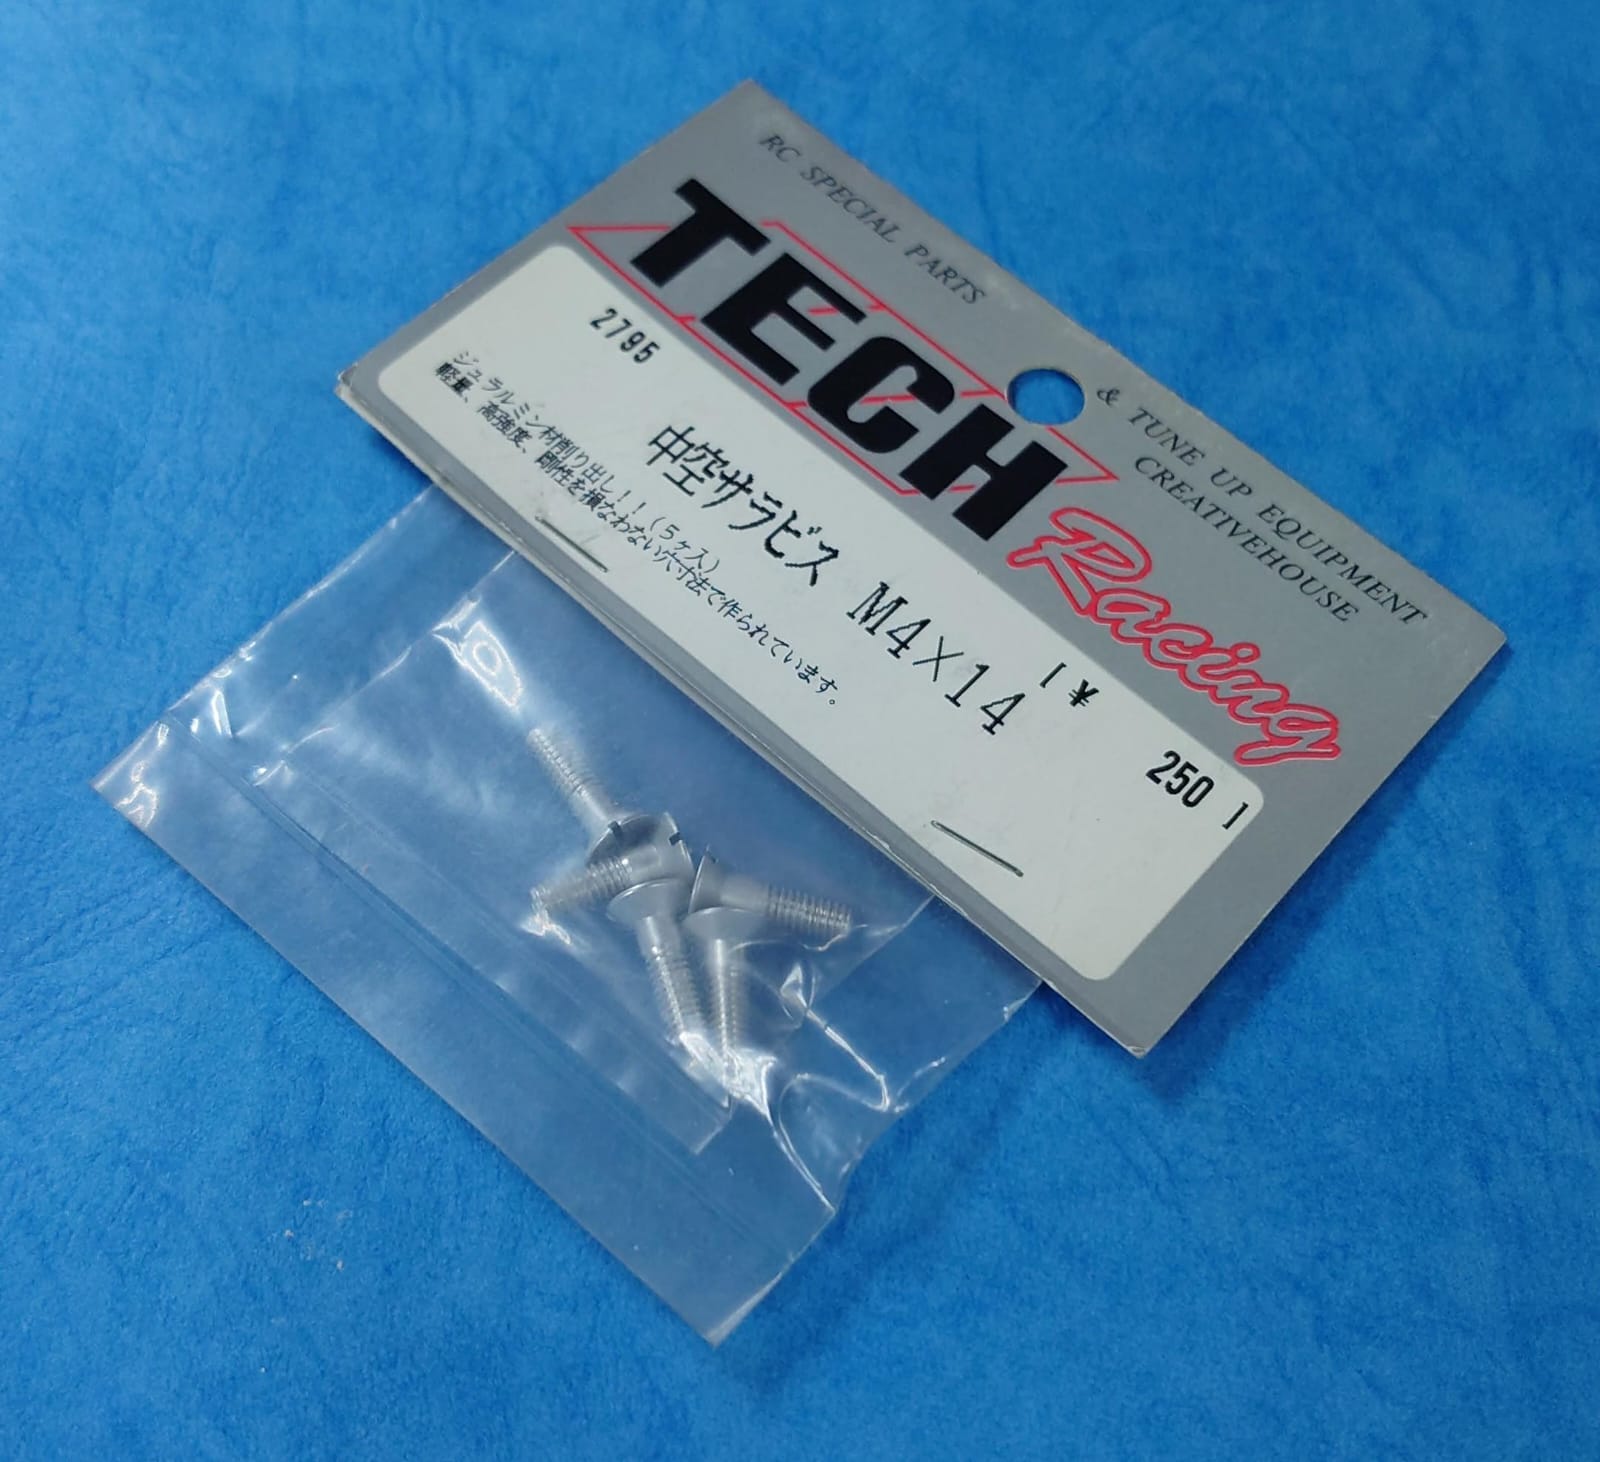 RC SPECIAL PARTS
& TUNE UP EQUIPMENT
CREATIVEHOUSE
TECH
Racing
2795
I ¥ 250 I
中空サラビス M4×14
ジュラルミン材削り出し!!(5ケ入)
軽量、高強度、剛性を損なわない穴寸法で作られています。